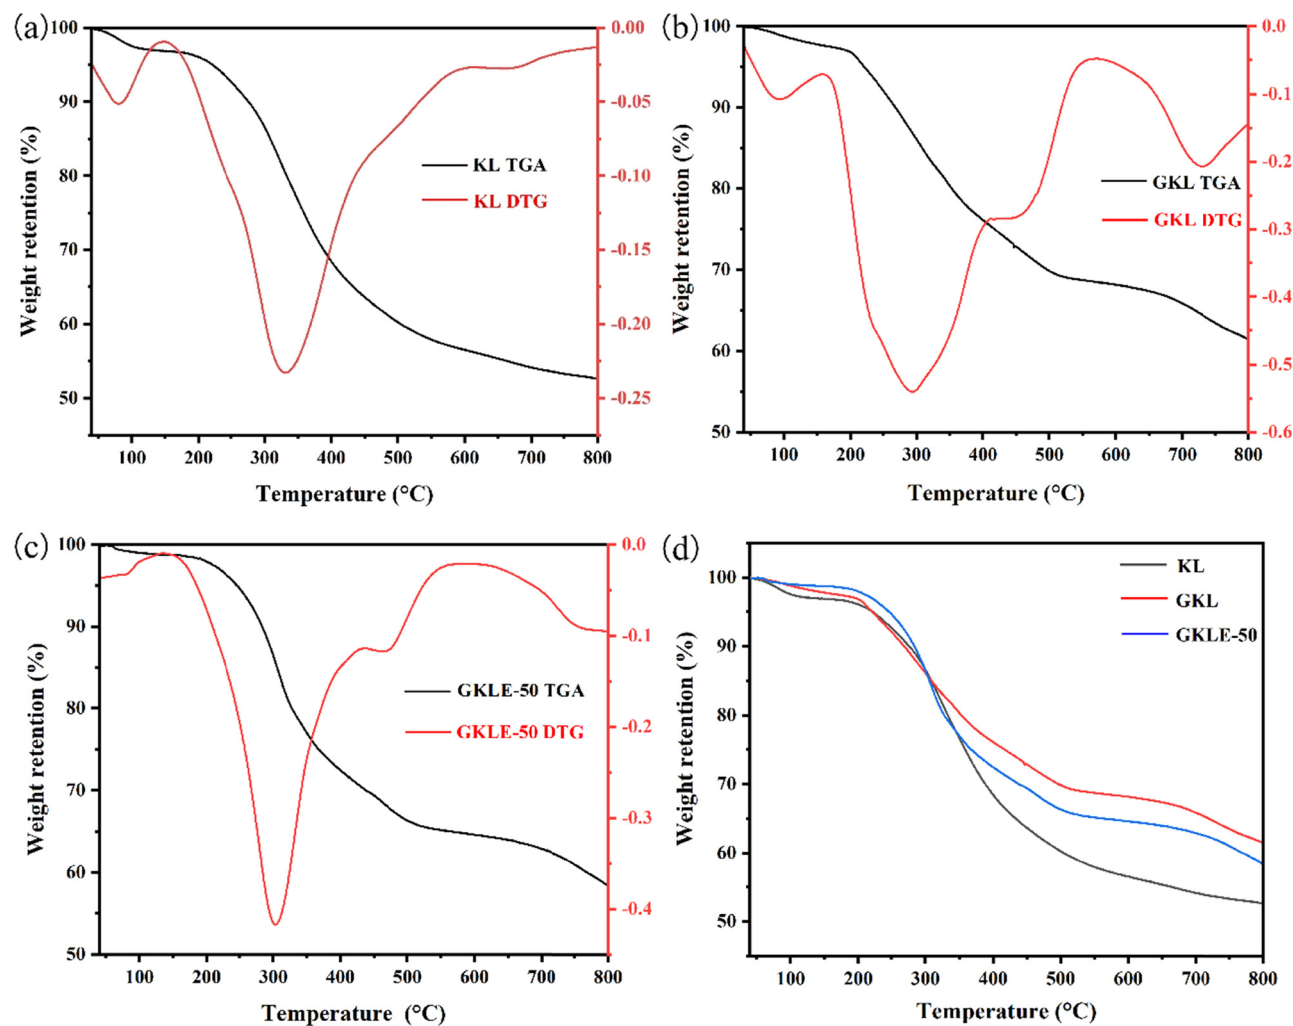 (a)
100
90
80
70
60
50
Weight retention (%)
0.00
-0.05
-0.10
-0.15
-0.20
-0.25
KL TGA
KL DTG
100 200 300 400 500 600 700 800
Temperature (°C)
(b)
100
90
80
70
60
50
Weight retention (%)
0.0
-0.1
-0.2
-0.3
-0.4
-0.5
-0.6
GKL TGA
GKL DTG
100 200 300 400 500 600 700 800
Temperature (°C)
(c)
100
90
80
70
60
50
Weight retention (%)
0.0
-0.1
-0.2
-0.3
-0.4
GKLE-50 TGA
GKLE-50 DTG
100 200 300 400 500 600 700 800
Temperature (°C)
(d)
100
90
80
70
60
50
Weight retention (%)
KL
GKL
GKLE-50
100 200 300 400 500 600 700 800
Temperature (°C)